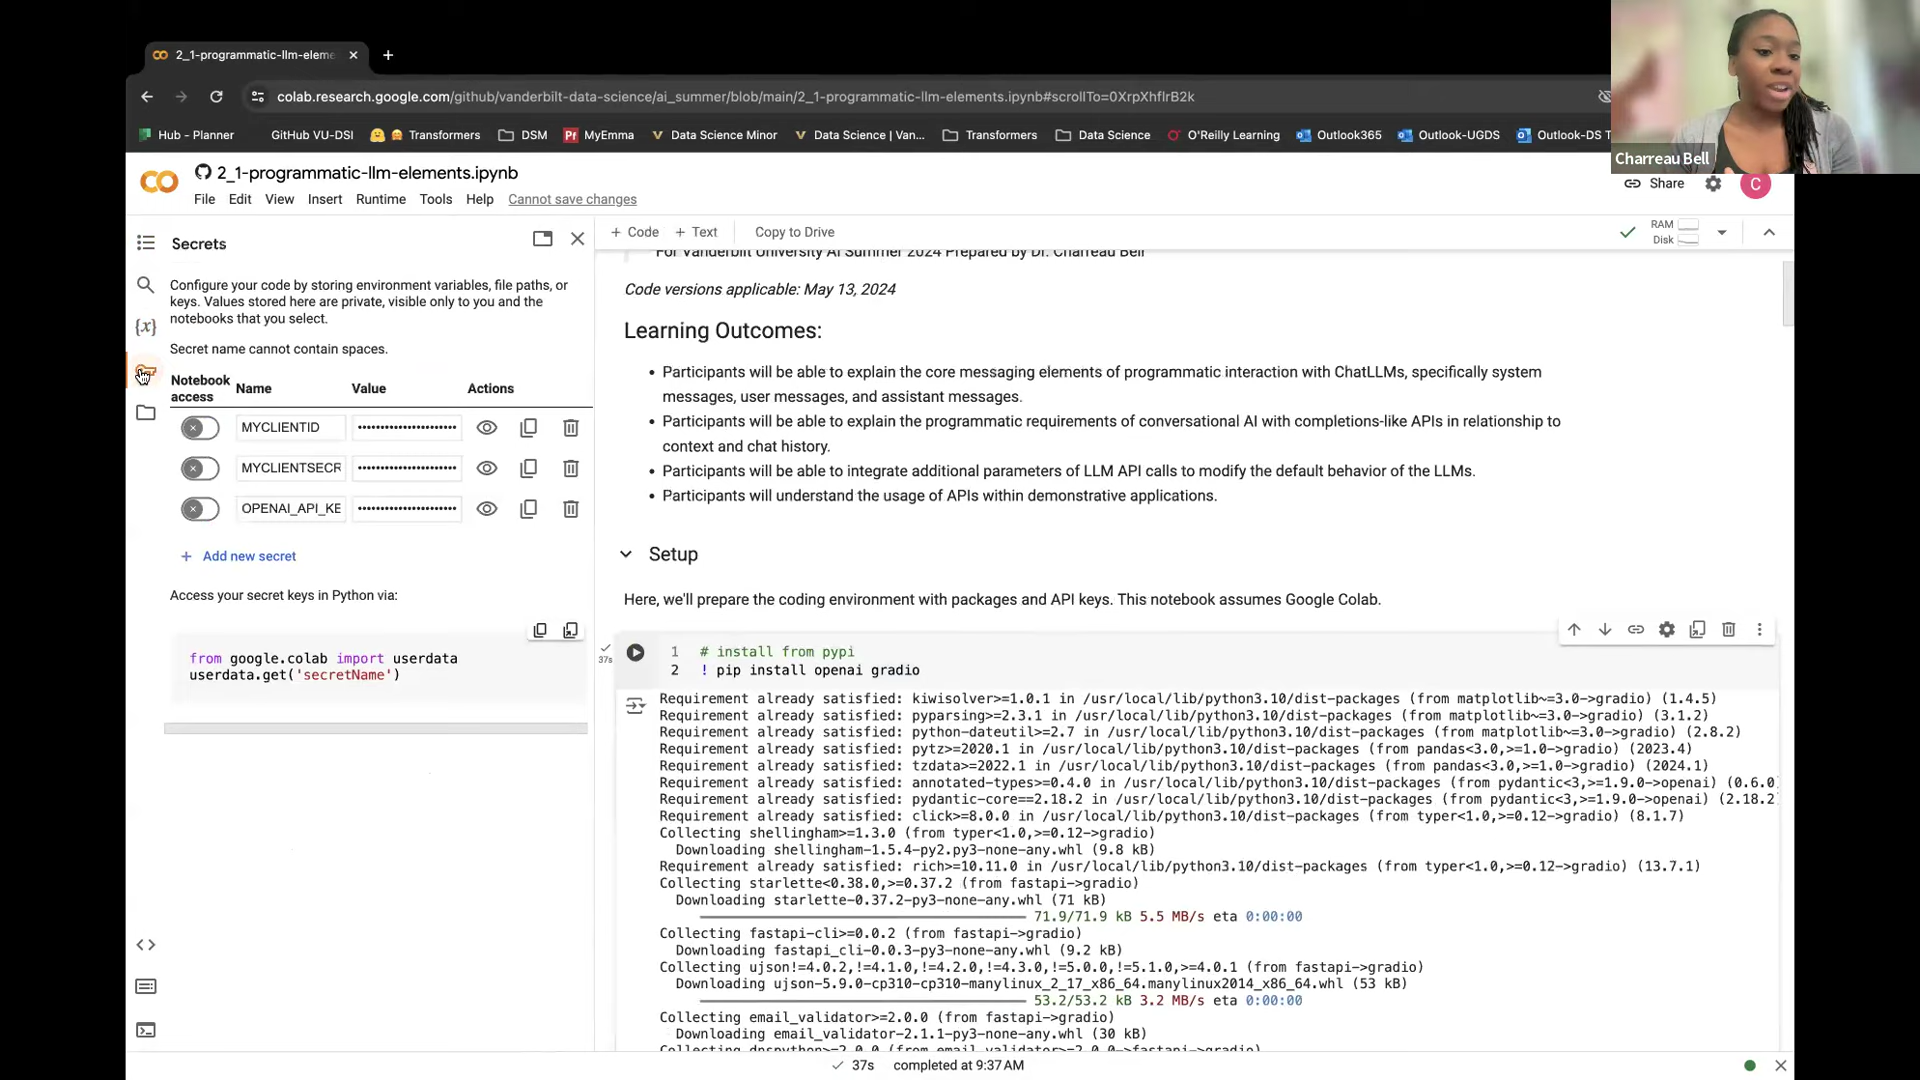 2_1-programmatic-llm-eleme
colab.research.google.com/github/vanderbilt-data-science/ai_summer/blob/main/2_1-programmatic-llm-elements.ipynb#scrollTo=0XrpXhflrB2k
Hub - Planner
GitHub VU-DSI
Transformers
DSM
MyEmma
Data Science Minor
Data Science | Van...
Transformers
Data Science
O'Reilly Learning
Outlook365
Outlook-UGDS
Outlook-DS T
Charreau Bell
2_1-programmatic-llm-elements.ipynb
File Edit View Insert Runtime Tools Help Cannot save changes
Share
C
Secrets
Configure your code by storing environment variables, file paths, or
keys. Values stored here are private, visible only to you and the
notebooks that you select.
Secret name cannot contain spaces.
Notebook
access
Name Value Actions
MYCLIENTID ••••••••••••••••••••••
MYCLIENTSECR ••••••••••••••••••••••
OPENAI_API_KE ••••••••••••••••••••••
+ Add new secret
Access your secret keys in Python via:
from google.colab import userdata
userdata.get('secretName')
+ Code + Text Copy to Drive
RAM
Disk
For Vanderbilt University AI Summer 2024 Prepared by Dr. Charreau Bell
Code versions applicable: May 13, 2024
Learning Outcomes:
• Participants will be able to explain the core messaging elements of programmatic interaction with ChatLLMs, specifically system
messages, user messages, and assistant messages.
• Participants will be able to explain the programmatic requirements of conversational AI with completions-like APIs in relationship to
context and chat history.
• Participants will be able to integrate additional parameters of LLM API calls to modify the default behavior of the LLMs.
• Participants will understand the usage of APIs within demonstrative applications.
Setup
Here, we'll prepare the coding environment with packages and API keys. This notebook assumes Google Colab.
37s
1 # install from pypi
2 ! pip install openai gradio
Requirement already satisfied: kiwisolver>=1.0.1 in /usr/local/lib/python3.10/dist-packages (from matplotlib~=3.0->gradio) (1.4.5)
Requirement already satisfied: pyparsing>=2.3.1 in /usr/local/lib/python3.10/dist-packages (from matplotlib~=3.0->gradio) (3.1.2)
Requirement already satisfied: python-dateutil>=2.7 in /usr/local/lib/python3.10/dist-packages (from matplotlib~=3.0->gradio) (2.8.2)
Requirement already satisfied: pytz>=2020.1 in /usr/local/lib/python3.10/dist-packages (from pandas<3.0,>=1.0->gradio) (2023.4)
Requirement already satisfied: tzdata>=2022.1 in /usr/local/lib/python3.10/dist-packages (from pandas<3.0,>=1.0->gradio) (2024.1)
Requirement already satisfied: annotated-types>=0.4.0 in /usr/local/lib/python3.10/dist-packages (from pydantic<3,>=1.9.0->openai) (0.6.0
Requirement already satisfied: pydantic-core==2.18.2 in /usr/local/lib/python3.10/dist-packages (from pydantic<3,>=1.9.0->openai) (2.18.2
Requirement already satisfied: click>=8.0.0 in /usr/local/lib/python3.10/dist-packages (from typer<1.0,>=0.12->gradio) (8.1.7)
Collecting shellingham>=1.3.0 (from typer<1.0,>=0.12->gradio)
Downloading shellingham-1.5.4-py2.py3-none-any.whl (9.8 kB)
Requirement already satisfied: rich>=10.11.0 in /usr/local/lib/python3.10/dist-packages (from typer<1.0,>=0.12->gradio) (13.7.1)
Collecting starlette<0.38.0,>=0.37.2 (from fastapi->gradio)
Downloading starlette-0.37.2-py3-none-any.whl (71 kB)
71.9/71.9 kB 5.5 MB/s eta 0:00:00
Collecting fastapi-cli>=0.0.2 (from fastapi->gradio)
Downloading fastapi_cli-0.0.3-py3-none-any.whl (9.2 kB)
Collecting ujson!=4.0.2,!=4.1.0,!=4.2.0,!=4.3.0,!=5.0.0,!=5.1.0,>=4.0.1 (from fastapi->gradio)
Downloading ujson-5.9.0-cp310-cp310-manylinux_2_17_x86_64.manylinux2014_x86_64.whl (53 kB)
53.2/53.2 kB 3.2 MB/s eta 0:00:00
Collecting email_validator>=2.0.0 (from fastapi->gradio)
Downloading email_validator-2.1.1-py3-none-any.whl (30 kB)
Collecting dnspython>=2.0.0 (from email_validator>=2.0.0->fastapi->gradio)
37s completed at 9:37 AM